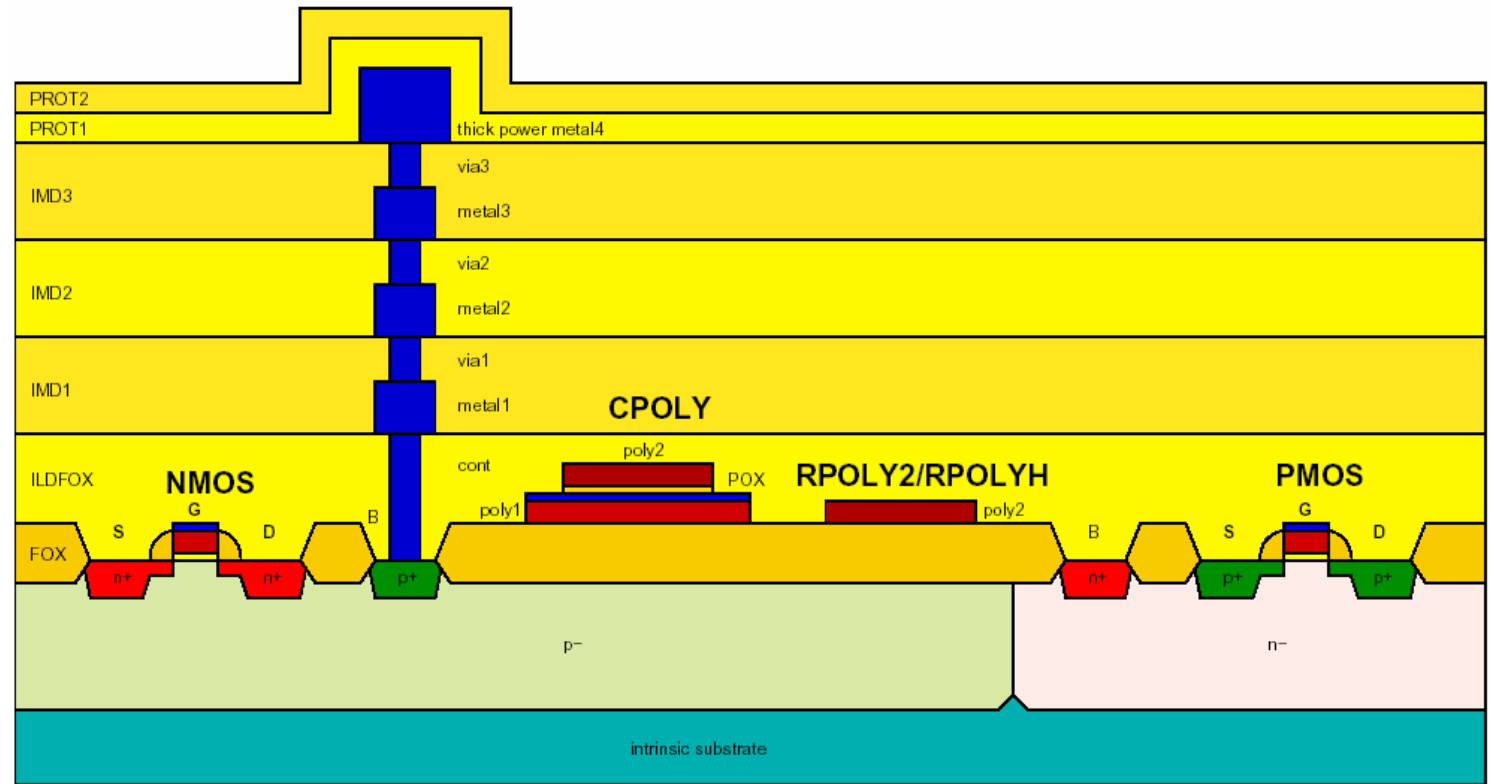 PROT2
PROT1
thick power metal4
via3
IMD3
metal3
via2
IMD2
metal2
via1
IMD1
metal1
CPOLY
poly2
cont
ILDFOX
NMOS
POX
RPOLY2/RPOLYH
PMOS
G
poly1
poly2
G
S
D
B
B
S
D
FOX
n+
n+
p+
n+
p+
p+
p−
n−
intrinsic substrate